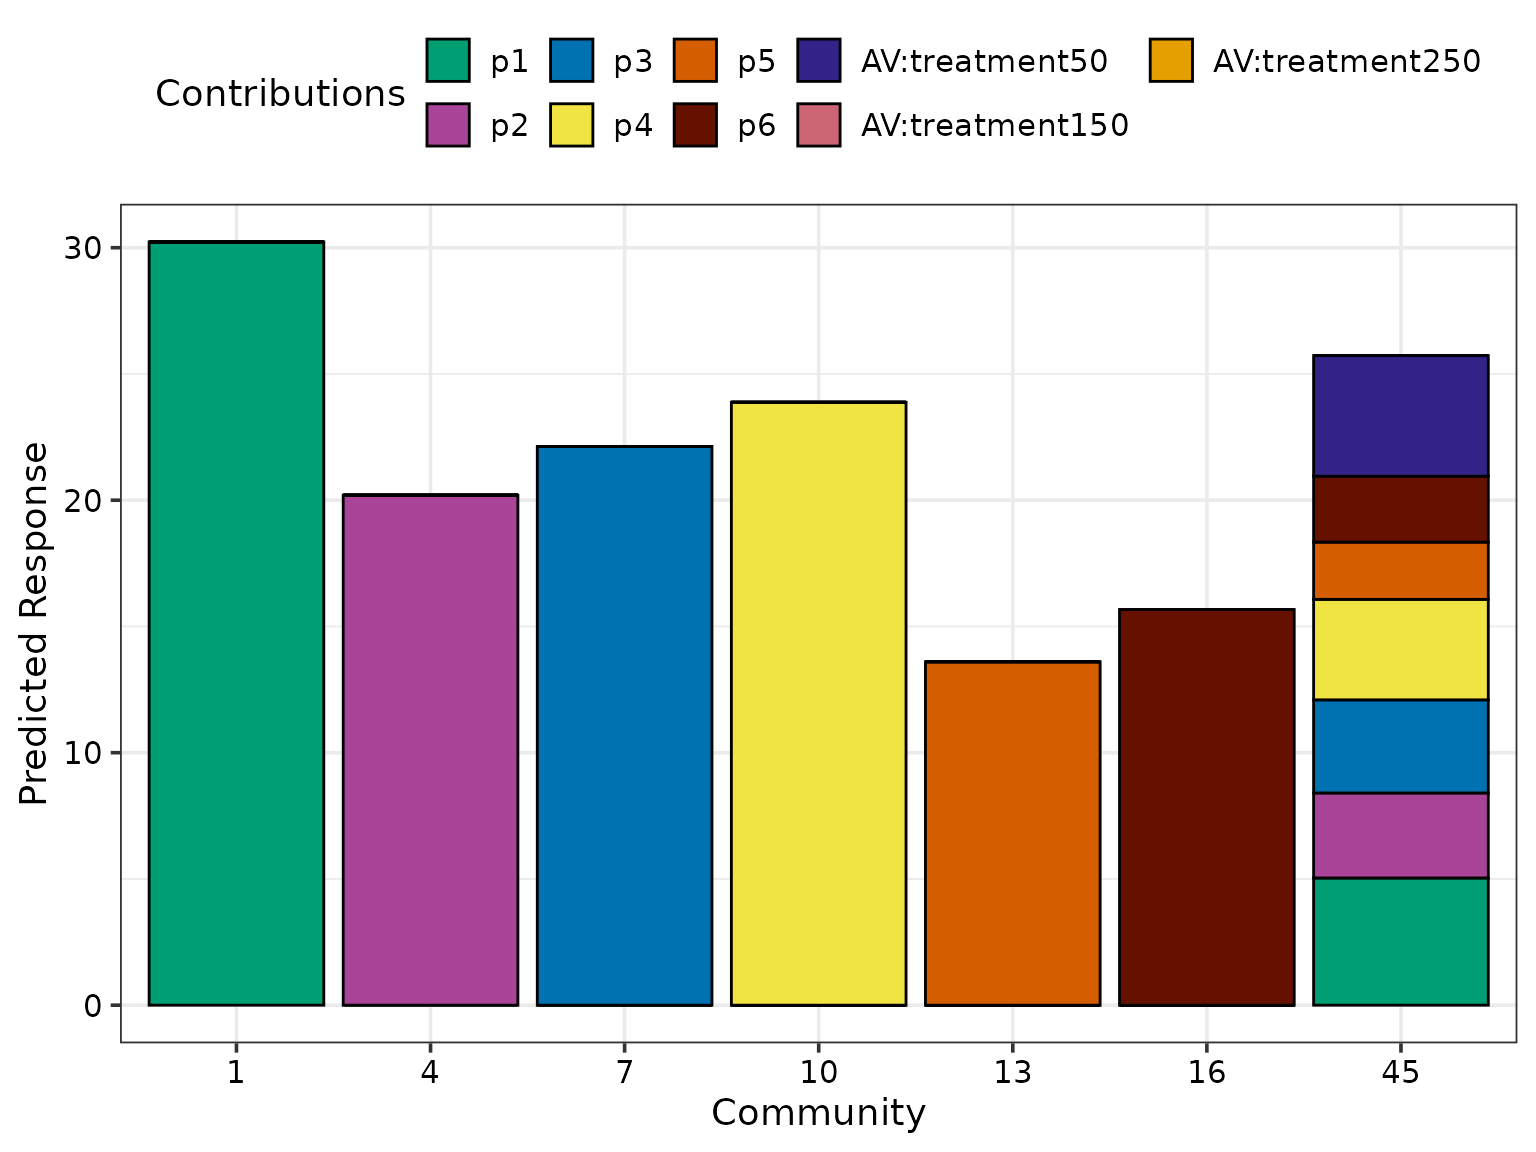 Contributions
p1 p3 p5 AV:treatment50 AV:treatment250
p2 p4 p6 AV:treatment150
Predicted Response
30
20
10
0
1 4 7 10 13 16 45
Community